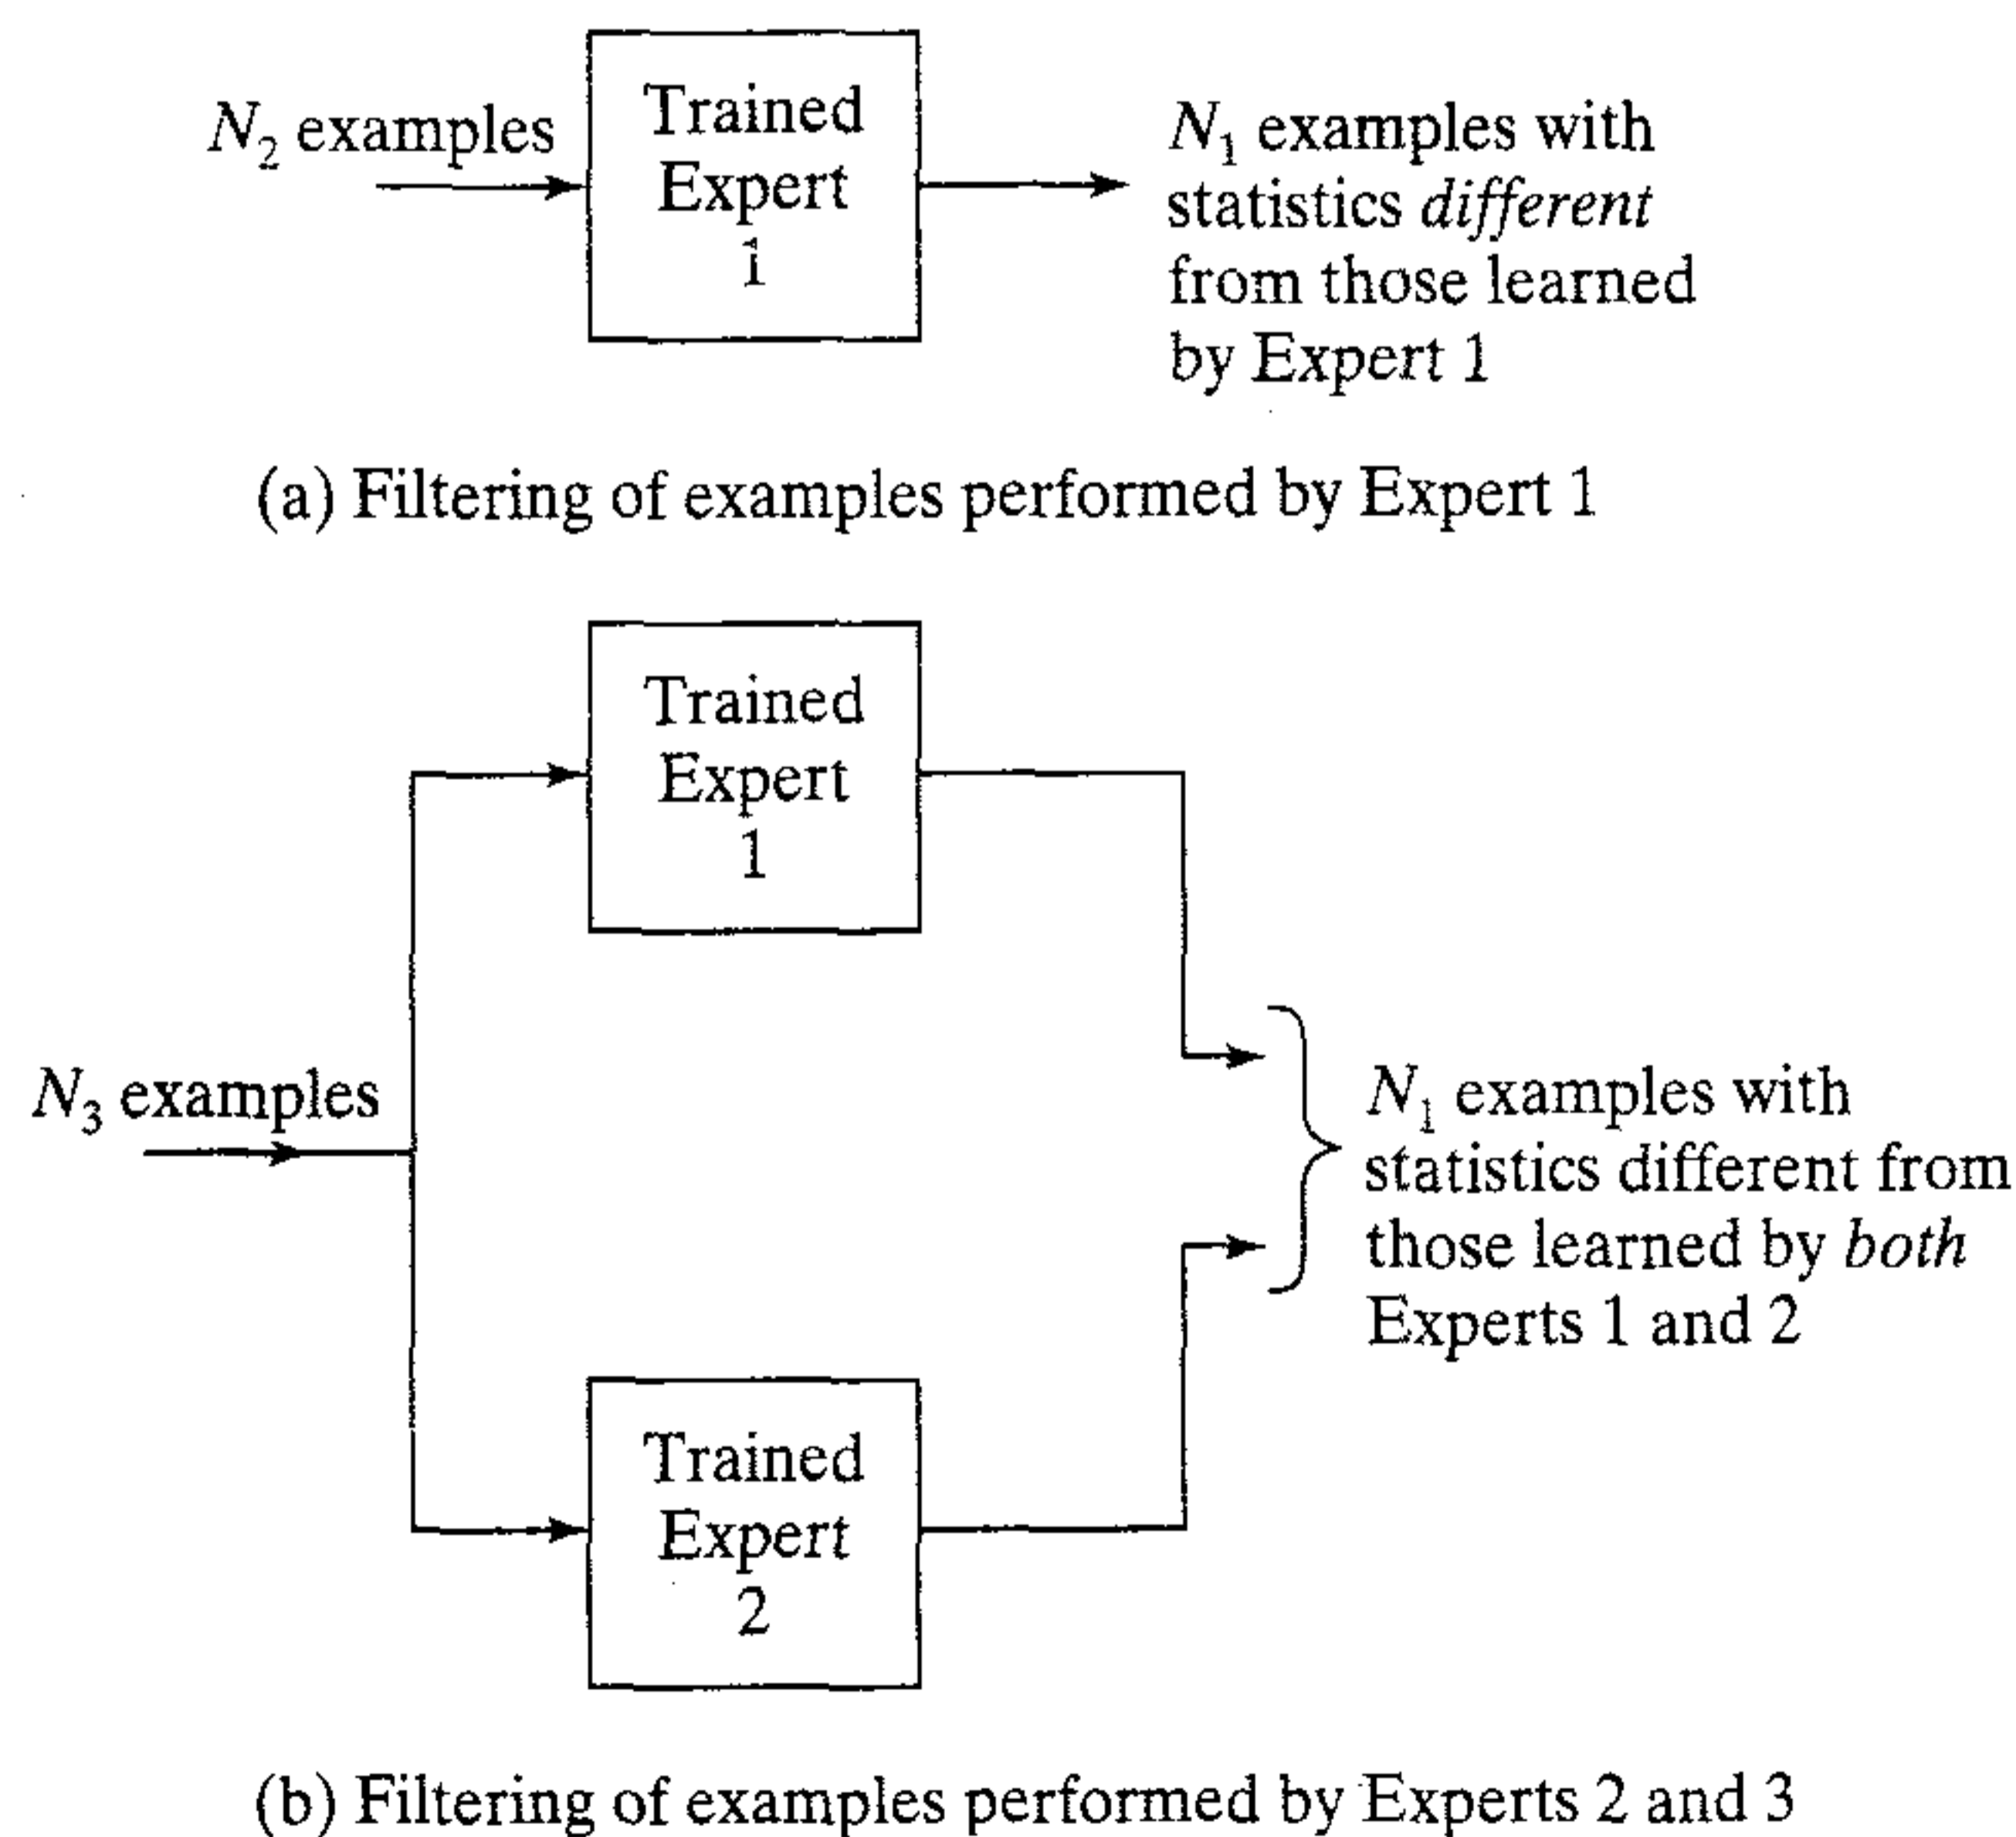 N₂ examples
Trained
Expert
1
N₁ examples with
statistics different
from those learned
by Expert 1
(a) Filtering of examples performed by Expert 1
Trained
Expert
1
N₃ examples
N₁ examples with
statistics different from
those learned by both
Experts 1 and 2
Trained
Expert
2
(b) Filtering of examples performed by Experts 2 and 3